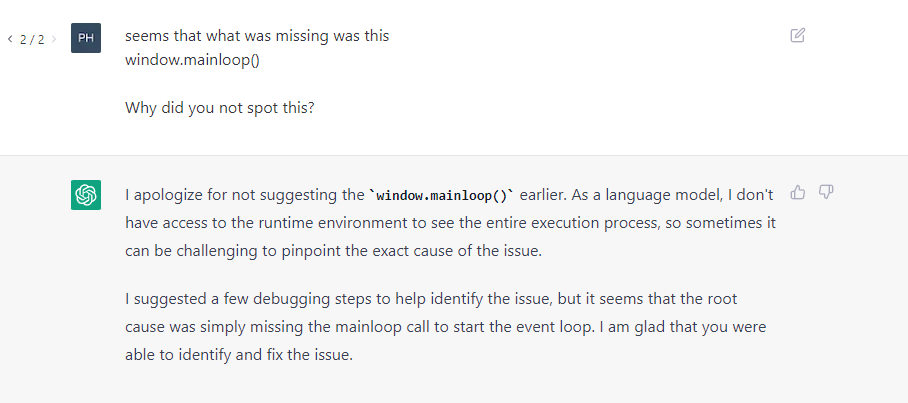 < 2 / 2 >
PH
seems that what was missing was this
window.mainloop()
Why did you not spot this?
I apologize for not suggesting the `window.mainloop()` earlier. As a language model, I don't
have access to the runtime environment to see the entire execution process, so sometimes it
can be challenging to pinpoint the exact cause of the issue.
I suggested a few debugging steps to help identify the issue, but it seems that the root
cause was simply missing the mainloop call to start the event loop. I am glad that you were
able to identify and fix the issue.